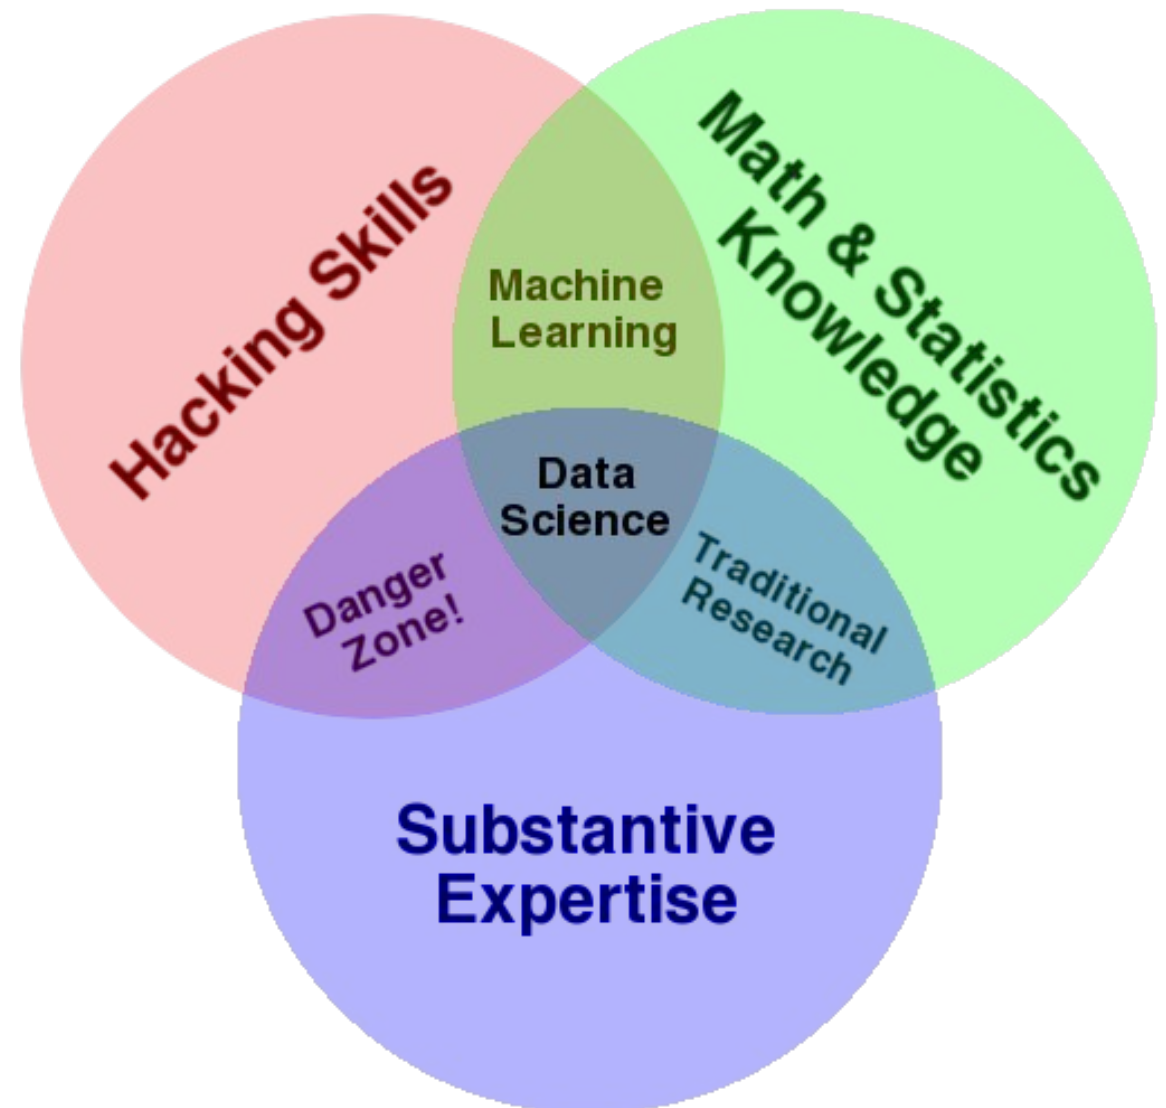 Hacking Skills
Math & Statistics
Knowledge
Machine
Learning
Data
Science
Danger
Zone!
Traditional
Research
Substantive
Expertise